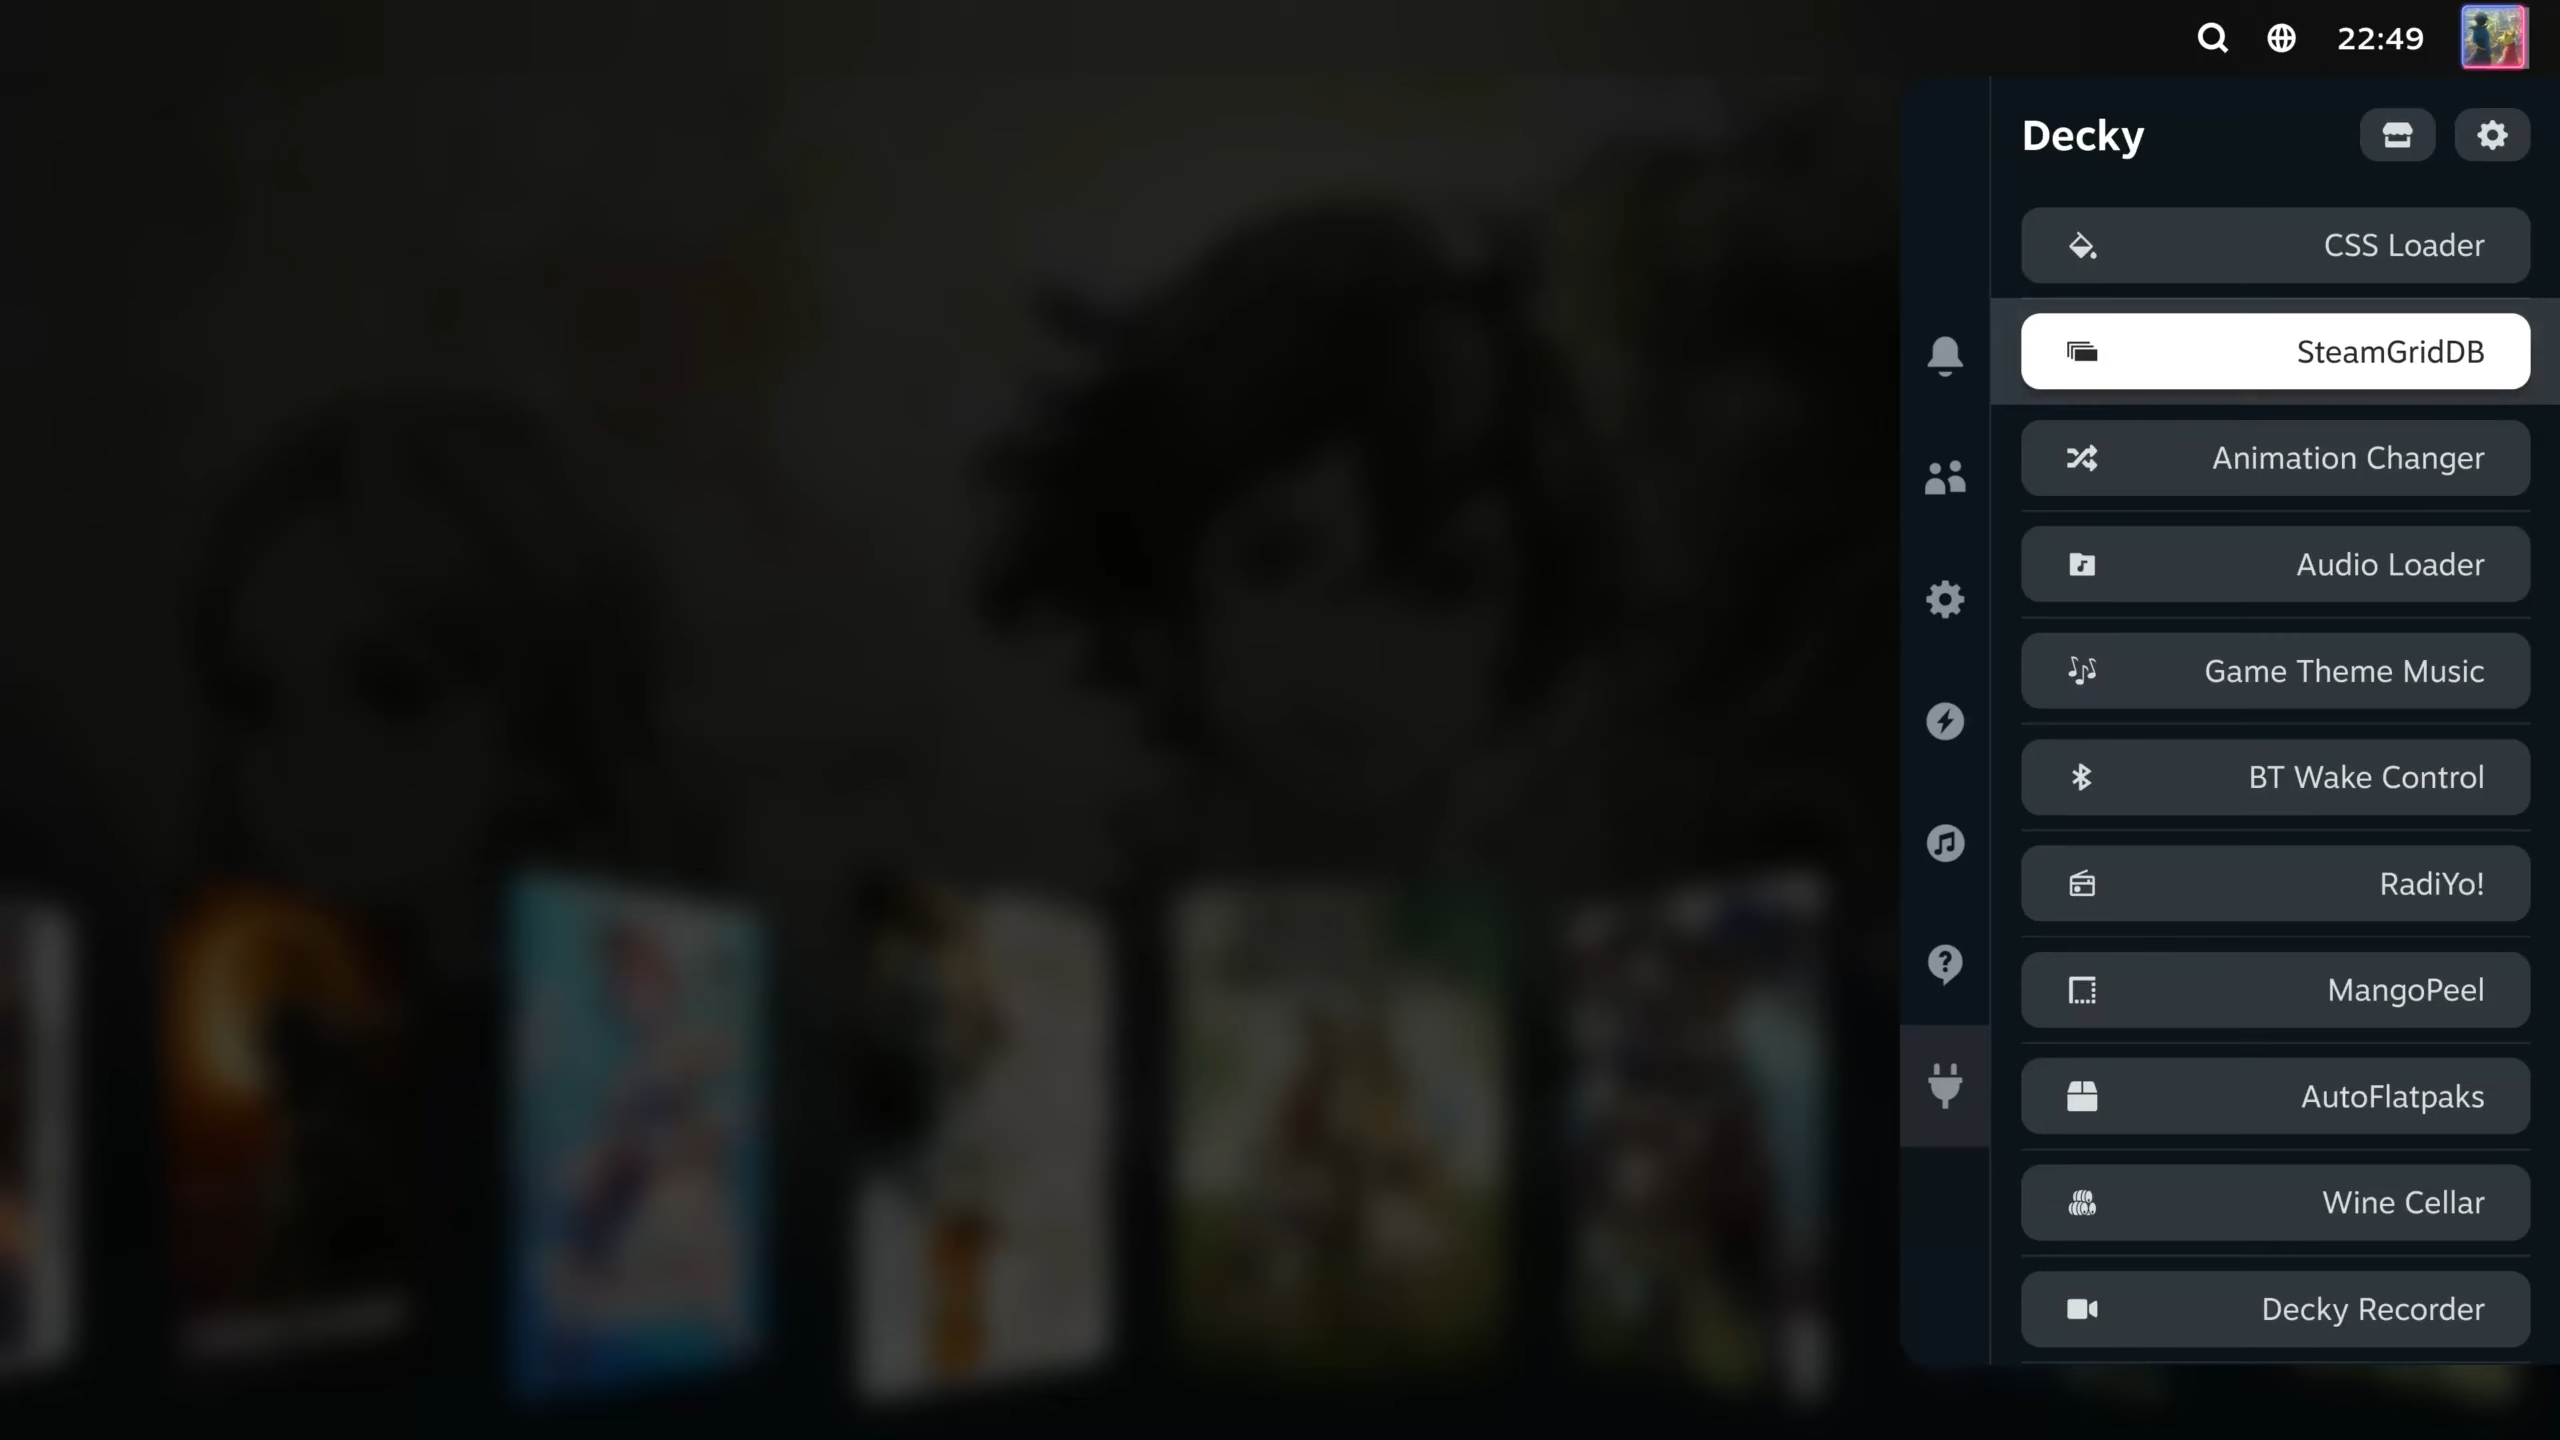 22:49
Decky
CSS Loader
SteamGridDB
Animation Changer
Audio Loader
Game Theme Music
BT Wake Control
RadiYo!
MangoPeel
AutoFlatpaks
Wine Cellar
Decky Recorder